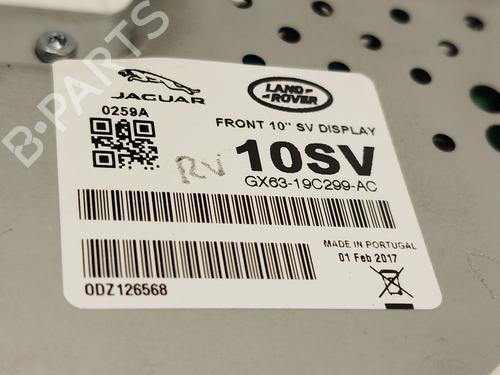 B-PARTS
JAGUAR
LAND
ROVER
0259A
FRONT 10" SV DISPLAY
RV
10SV
GX63-19C299-AC
MADE IN PORTUGAL
01 Feb 2017
0DZ126568